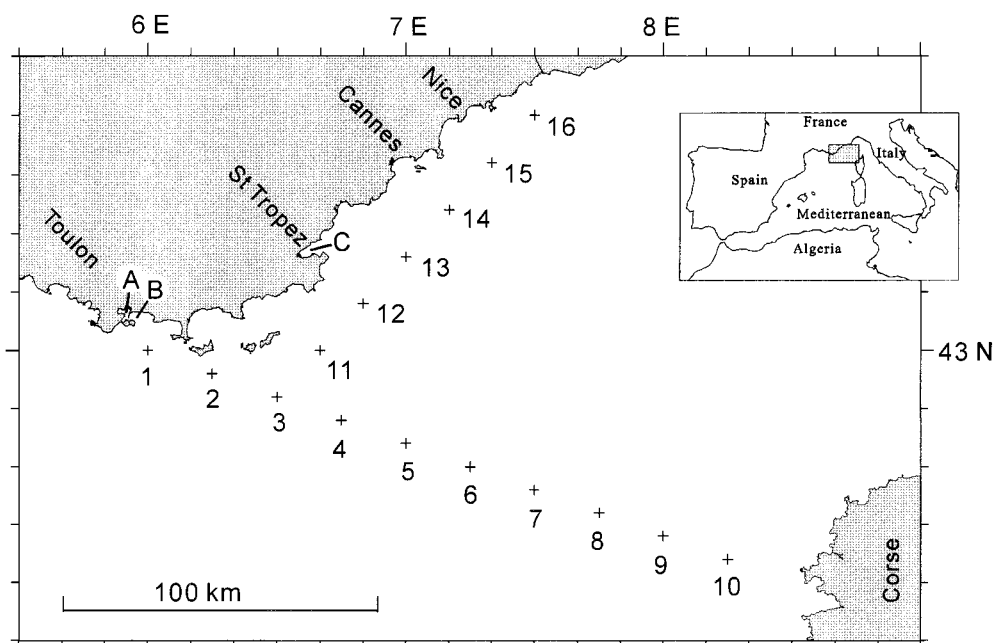 6 E
7 E
8 E
Nice
Cannes
St Tropez
Toulon
A
B
C
16
15
14
13
12
11
1
2
3
4
5
6
7
8
9
10
43 N
France
Italy
Spain
Mediterranean
Algeria
Corse
100 km